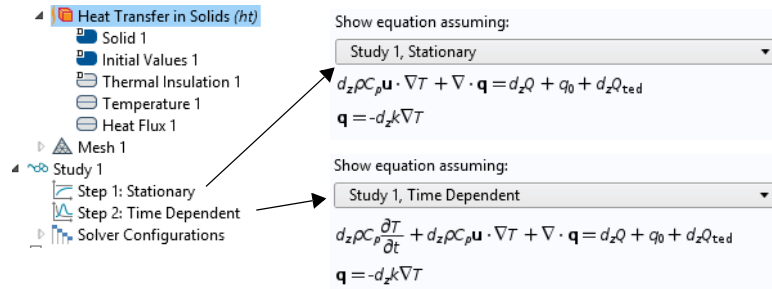 Heat Transfer in Solids (ht)
Solid 1
Initial Values 1
Thermal Insulation 1
Temperature 1
Heat Flux 1
Mesh 1
Study 1
Step 1: Stationary
Step 2: Time Dependent
Solver Configurations
Show equation assuming:
Study 1, Stationary
d_zρC_p𝐮 · ∇T + ∇ · 𝐪 = d_zQ + q_0 + d_zQ_ted
𝐪 = -d_zk∇T
Show equation assuming:
Study 1, Time Dependent
d_zρC_p ∂T/∂t + d_zρC_p𝐮 · ∇T + ∇ · 𝐪 = d_zQ + q_0 + d_zQ_ted
𝐪 = -d_zk∇T